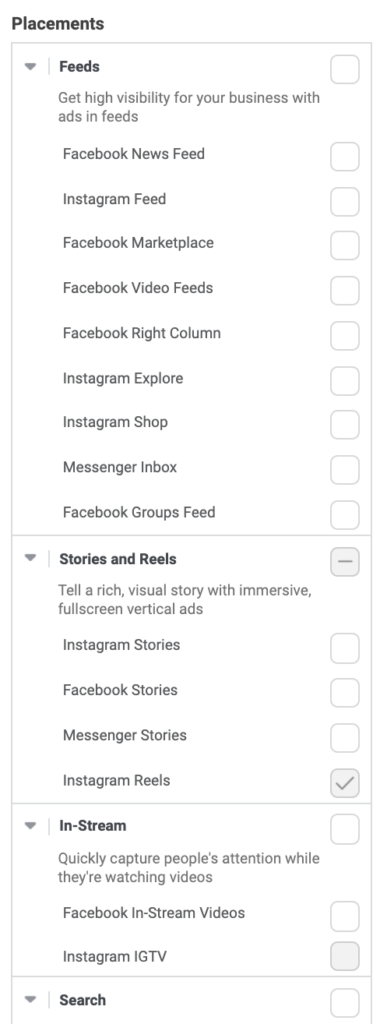 Placements
Feeds
Get high visibility for your business with
ads in feeds
Facebook News Feed
Instagram Feed
Facebook Marketplace
Facebook Video Feeds
Facebook Right Column
Instagram Explore
Instagram Shop
Messenger Inbox
Facebook Groups Feed
Stories and Reels
Tell a rich, visual story with immersive,
fullscreen vertical ads
Instagram Stories
Facebook Stories
Messenger Stories
Instagram Reels
In-Stream
Quickly capture people's attention while
they're watching videos
Facebook In-Stream Videos
Instagram IGTV
Search